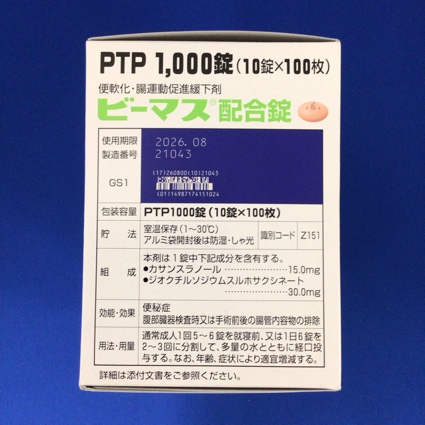 PTP 1,000錠(10錠×100枚)
便軟化・腸運動促進緩下剤
ビーマス®配合錠
使用期限 2026.08
製造番号 21043
GS1
(17)260800(10)21043
(01)14987174151024
包装容量 PTP1000錠(10錠×100枚)
貯法 室温保存(1〜30℃)
アルミ袋開封後は防湿・しゃ光
識別コード Z151
組成 本剤は1錠中下記成分を含有する。
●カサンスラノール……………………15.0mg
●ジオクチルソジウムスルホサクシネート
……………………30.0mg
効能・効果 便秘症
腹部臓器検査時又は手術前後の腸管内容物の排除
用法・用量 通常成人1回5〜6錠を就寝前、又は1日6錠を
2〜3回に分割して、多量の水とともに経口投
与する。なお、年齢、症状により適宜増減する。
詳細は添付文書をご参照ください。